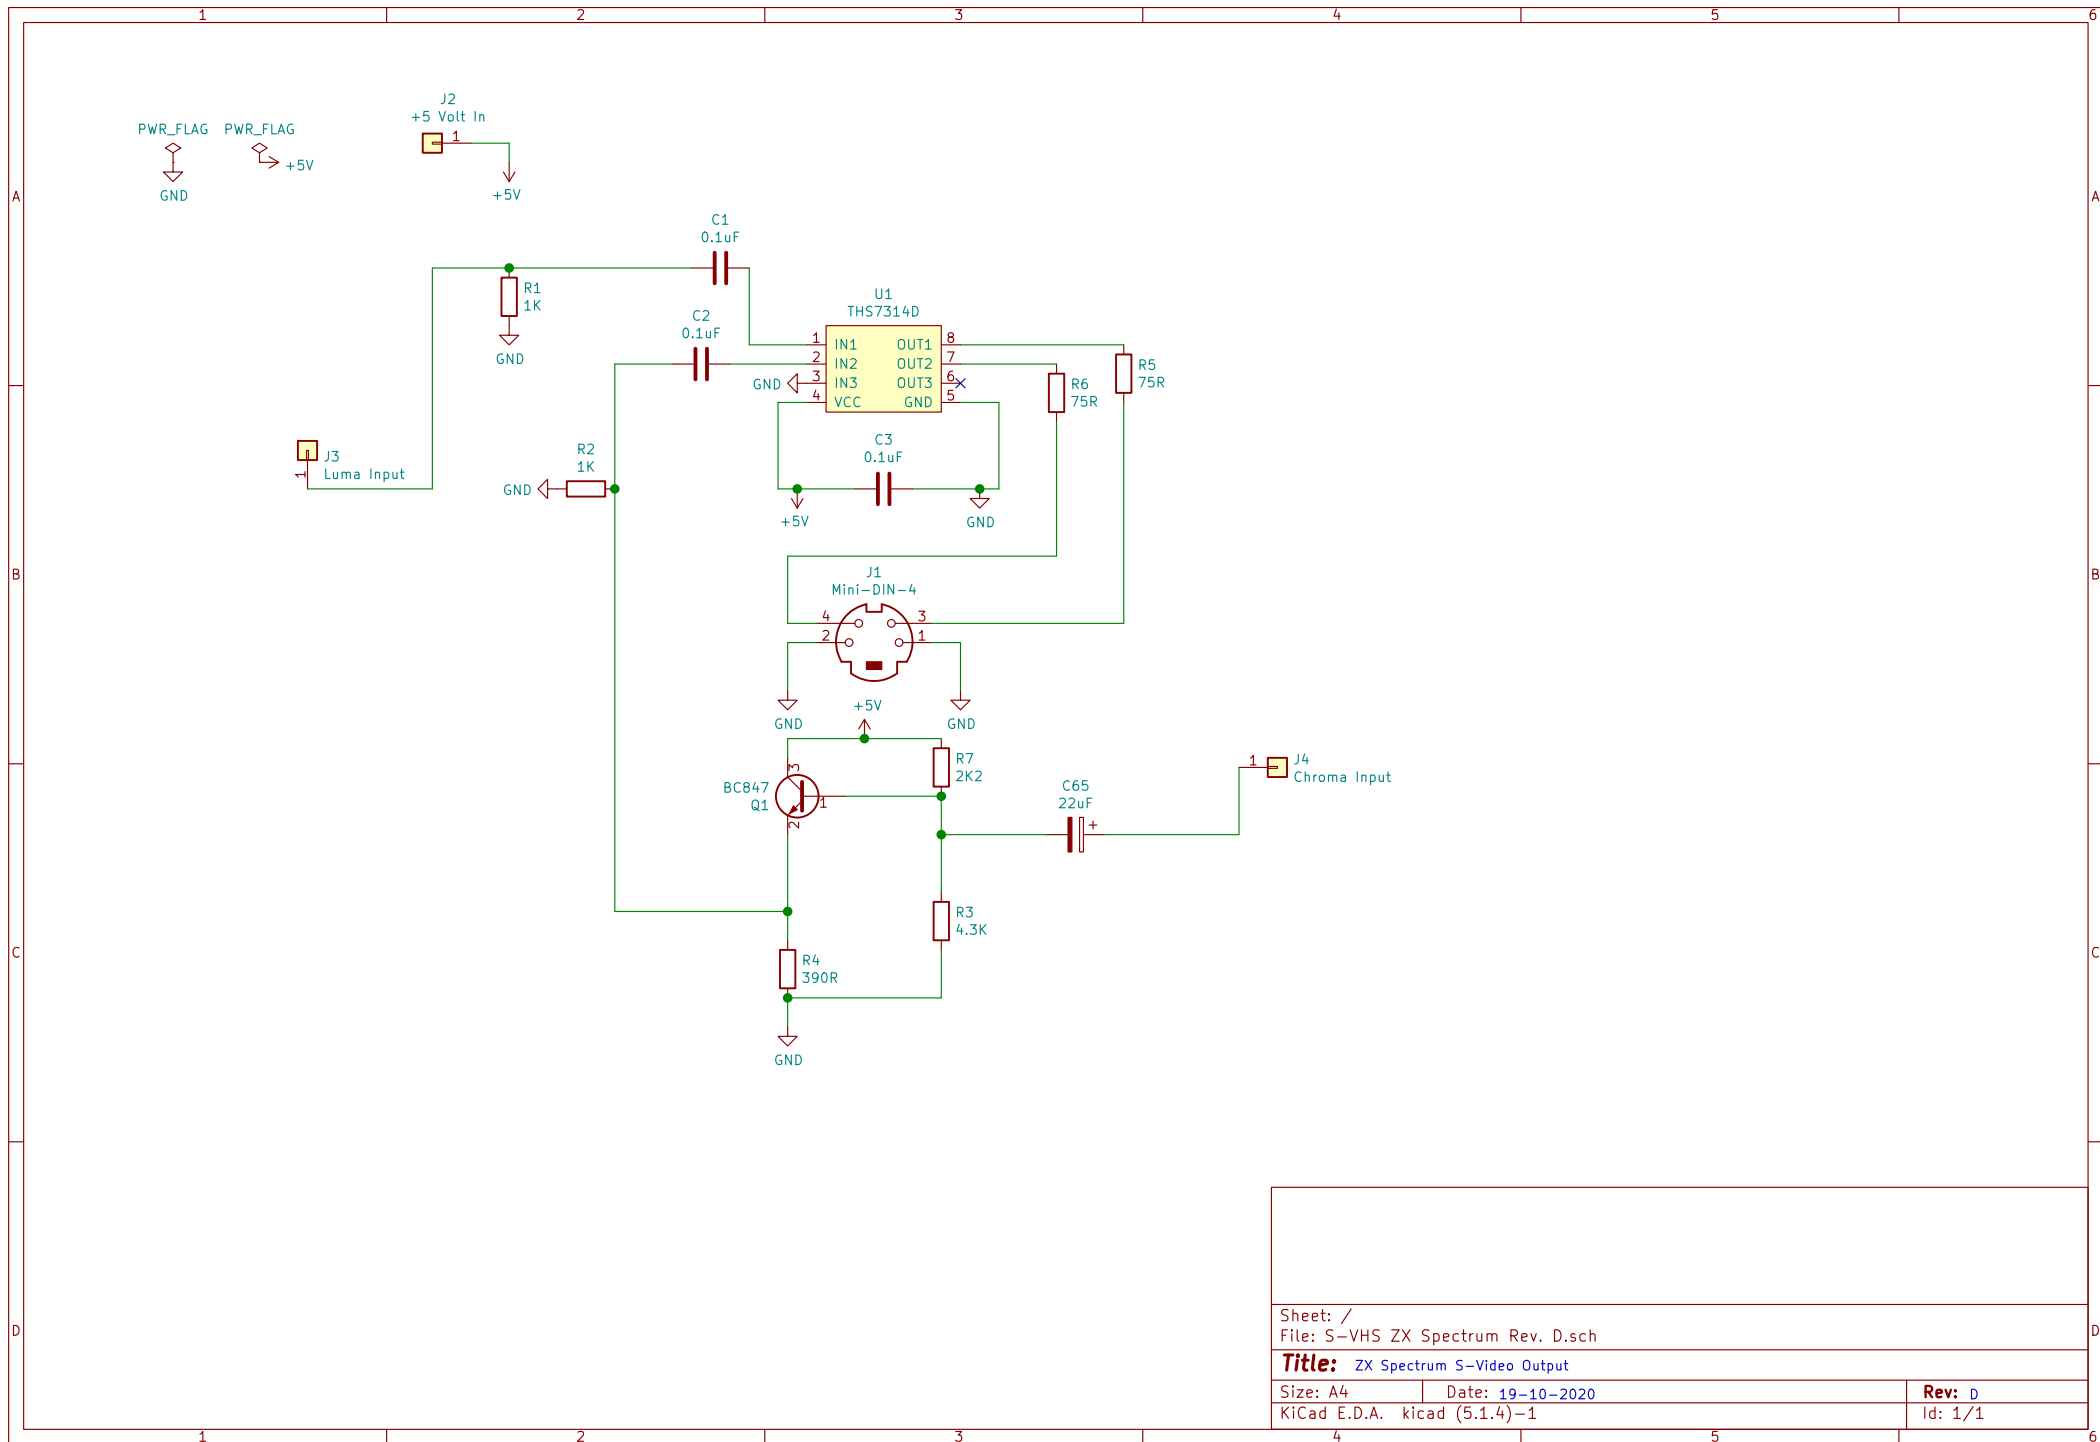 1 2 3 4 5 6
J2
+5 Volt In
PWR_FLAG PWR_FLAG
1
+5V
GND
+5V
A A
C1
0.1uF
R1
1K
GND
U1
THS7314D
C2
0.1uF
1 IN1 OUT1 8
2 IN2 OUT2 7
GND 3 IN3 OUT3 6
4 VCC GND 5
R5
75R
R6
75R
C3
0.1uF
R2
1K
J3
Luma Input
1
GND
+5V
GND
B B
J1
Mini-DIN-4
4 3
2 1
+5V
GND GND
R7
2K2
1 J4
Chroma Input
3
BC847
Q1
1
2
C65
22uF
+
R3
4.3K
C C
R4
390R
GND
Sheet: /
File: S-VHS ZX Spectrum Rev. D.sch
D D
Title: ZX Spectrum S-Video Output
Size: A4 Date: 19-10-2020 Rev: D
KiCad E.D.A. kicad (5.1.4)-1 Id: 1/1
1 2 3 4 5 6